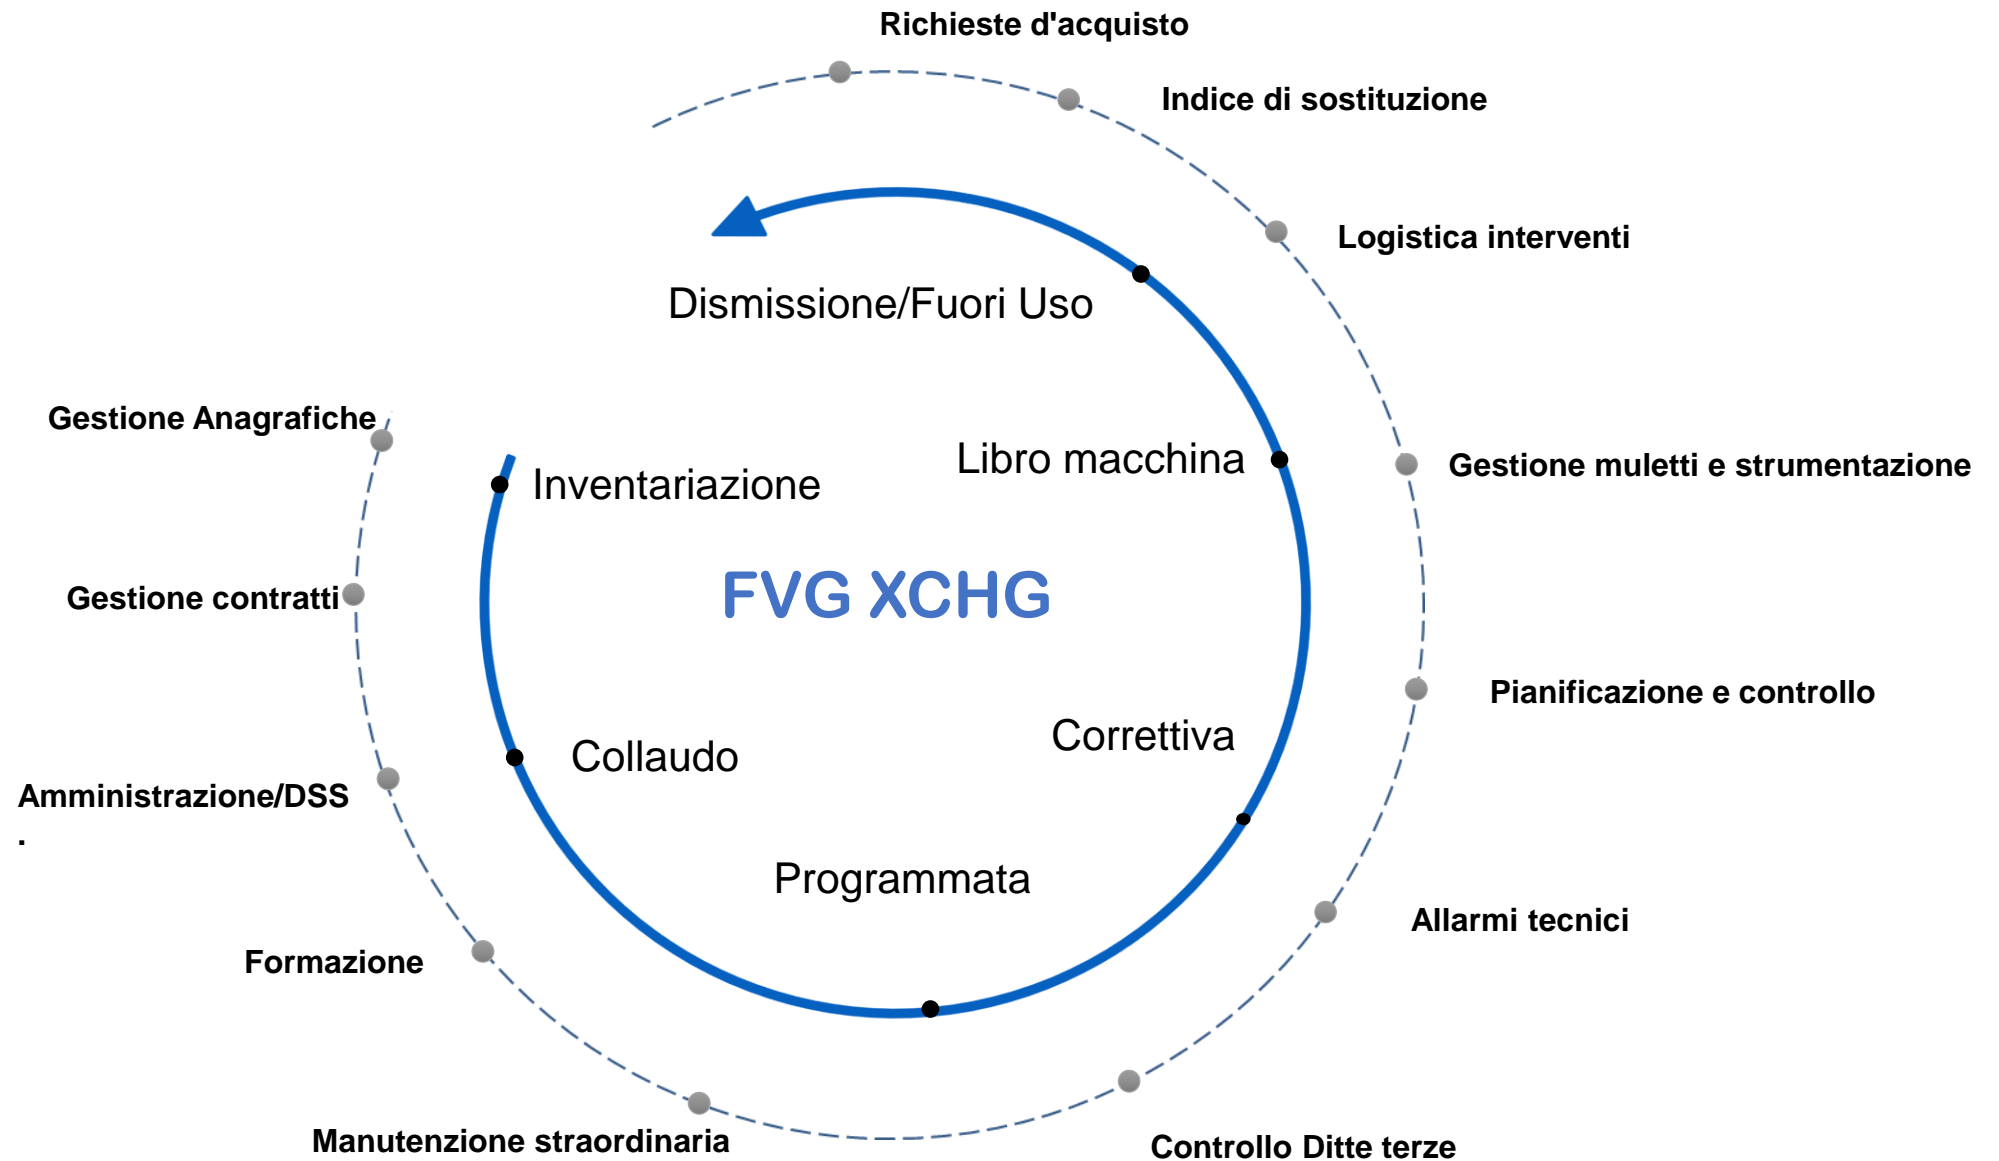 Richieste d'acquisto
Indice di sostituzione
Logistica interventi
Dismissione/Fuori Uso
Gestione Anagrafiche
Libro macchina
Gestione muletti e strumentazione
Inventariazione
FVG XCHG
Gestione contratti
Pianificazione e controllo
Correttiva
Collaudo
Amministrazione/DSS
.
Programmata
Allarmi tecnici
Formazione
Manutenzione straordinaria
Controllo Ditte terze